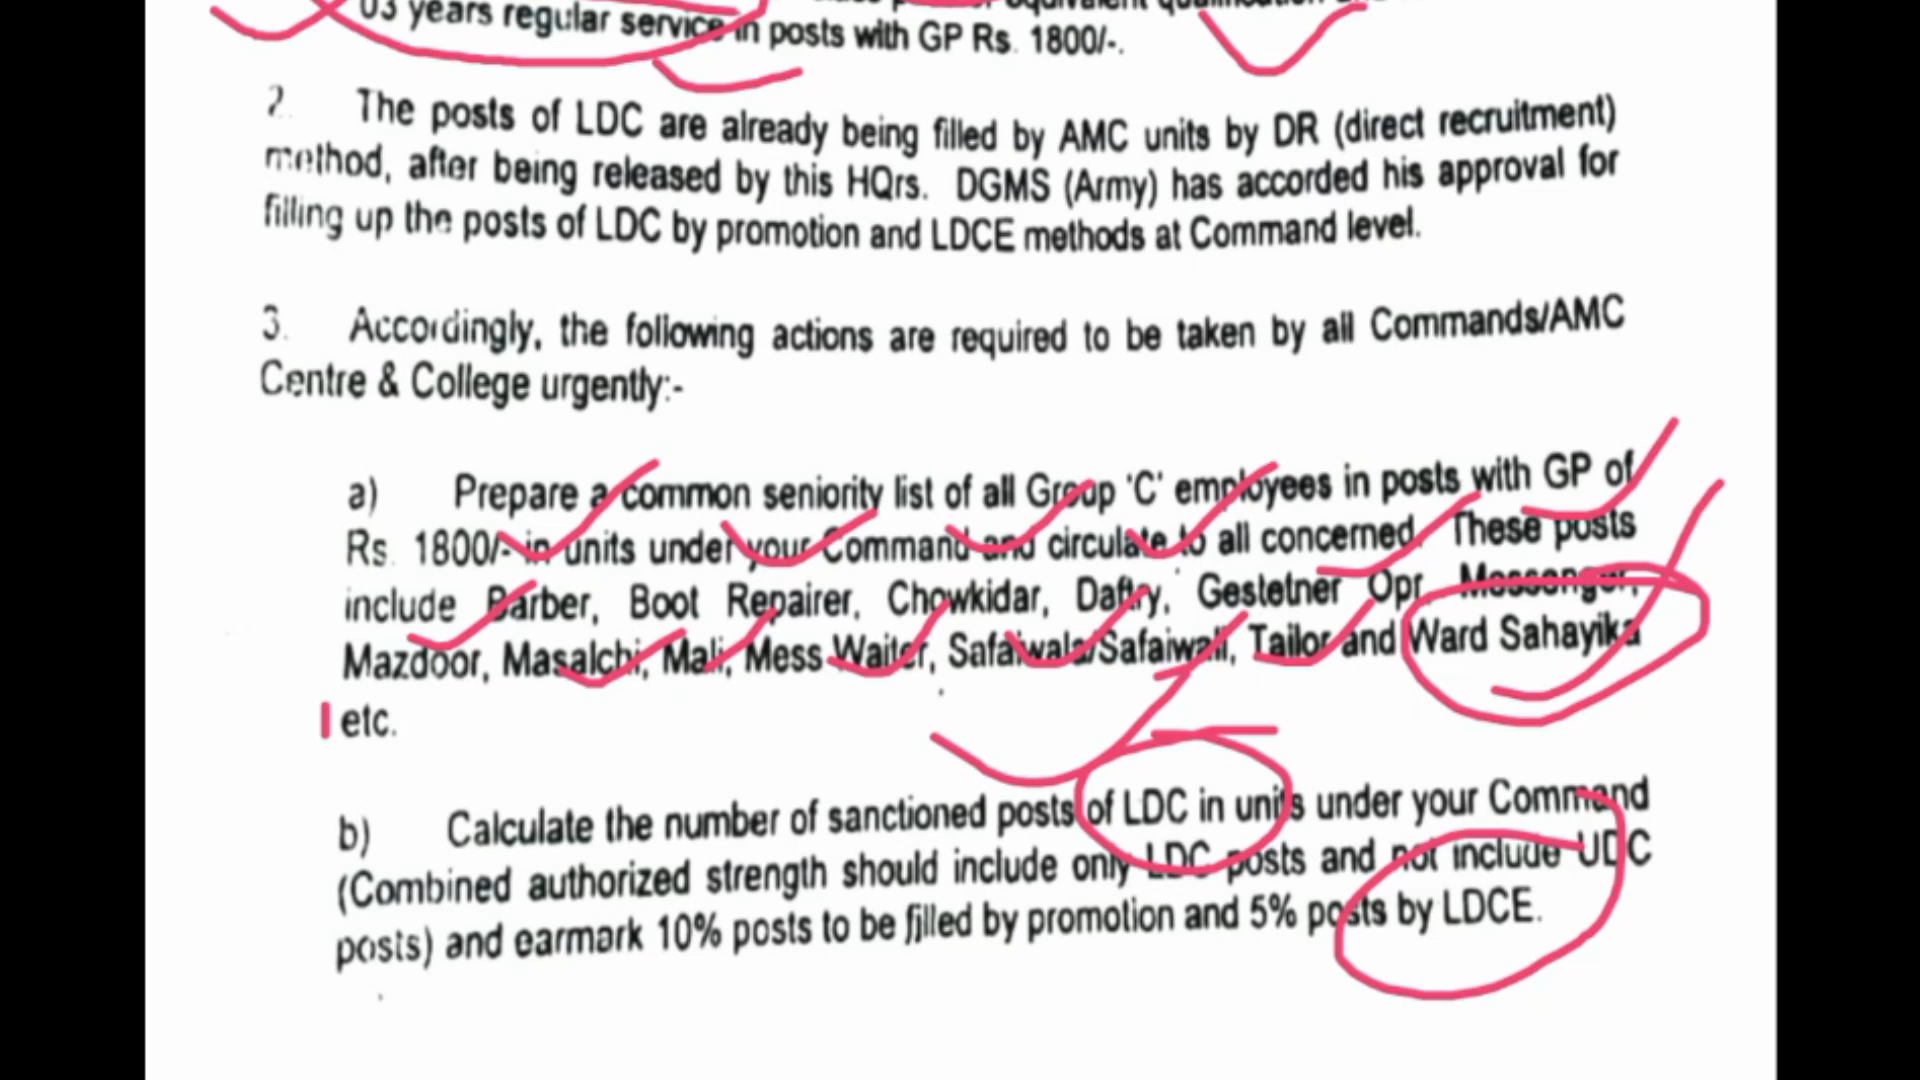 03 years regular service in posts with GP Rs. 1800/-.
2. The posts of LDC are already being filled by AMC units by DR (direct recruitment)
method, after being released by this HQrs. DGMS (Army) has accorded his approval for
filling up the posts of LDC by promotion and LDCE methods at Command level.
3. Accordingly, the following actions are required to be taken by all Commands/AMC
Centre & College urgently:-
a) Prepare a common seniority list of all Group 'C' employees in posts with GP of
Rs. 1800/- in units under your Command and circulate to all concerned. These posts
include Barber, Boot Repairer, Chowkidar, Daftry, Gestetner Opr, Messenger,
Mazdoor, Masalchi, Mali, Mess Waiter, Safaiwala/Safaiwali, Tailor and Ward Sahayika
etc.
b) Calculate the number of sanctioned posts of LDC in units under your Command
(Combined authorized strength should include only LDC posts and not include UDC
posts) and earmark 10% posts to be filled by promotion and 5% posts by LDCE.